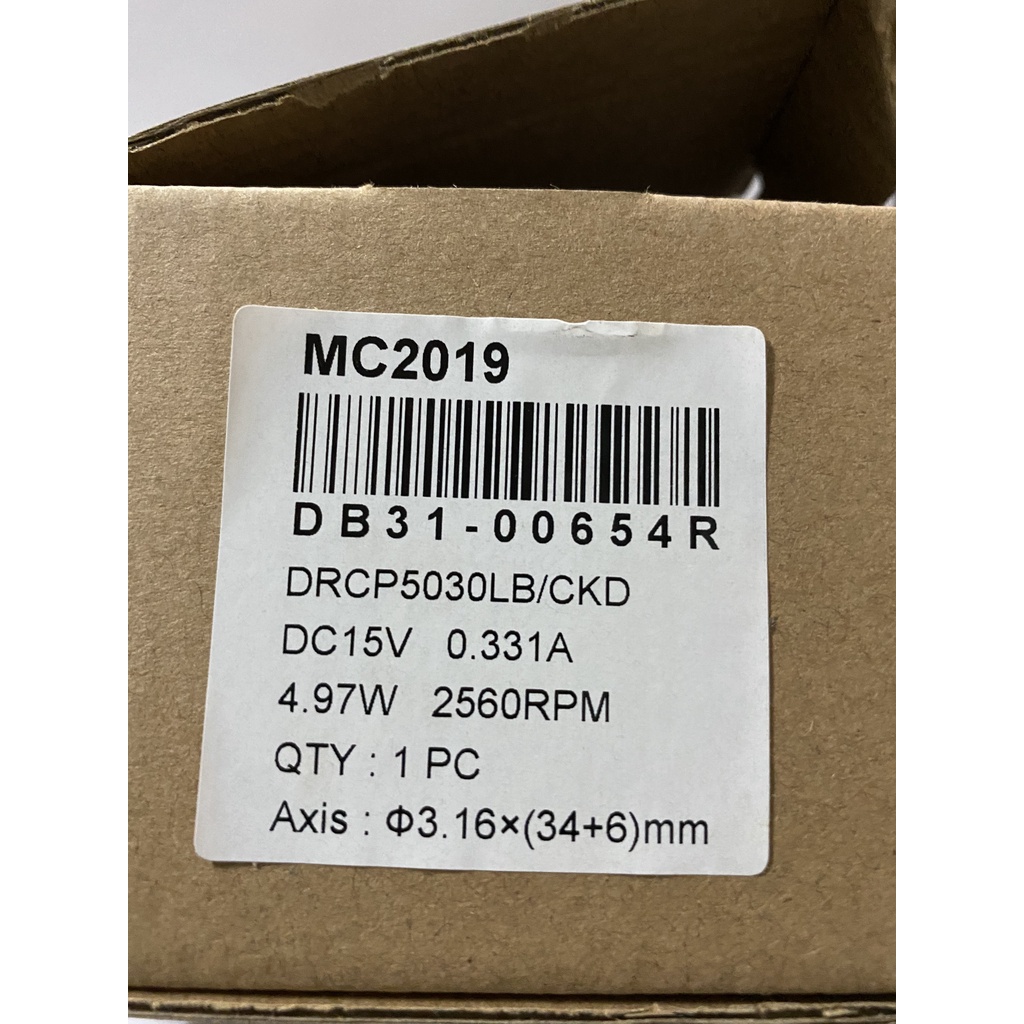 MC2019
DB31-00654R
DRCP5030LB/CKD
DC15V 0.331A
4.97W 2560RPM
QTY : 1 PC
Axis : Φ3.16×(34+6)mm